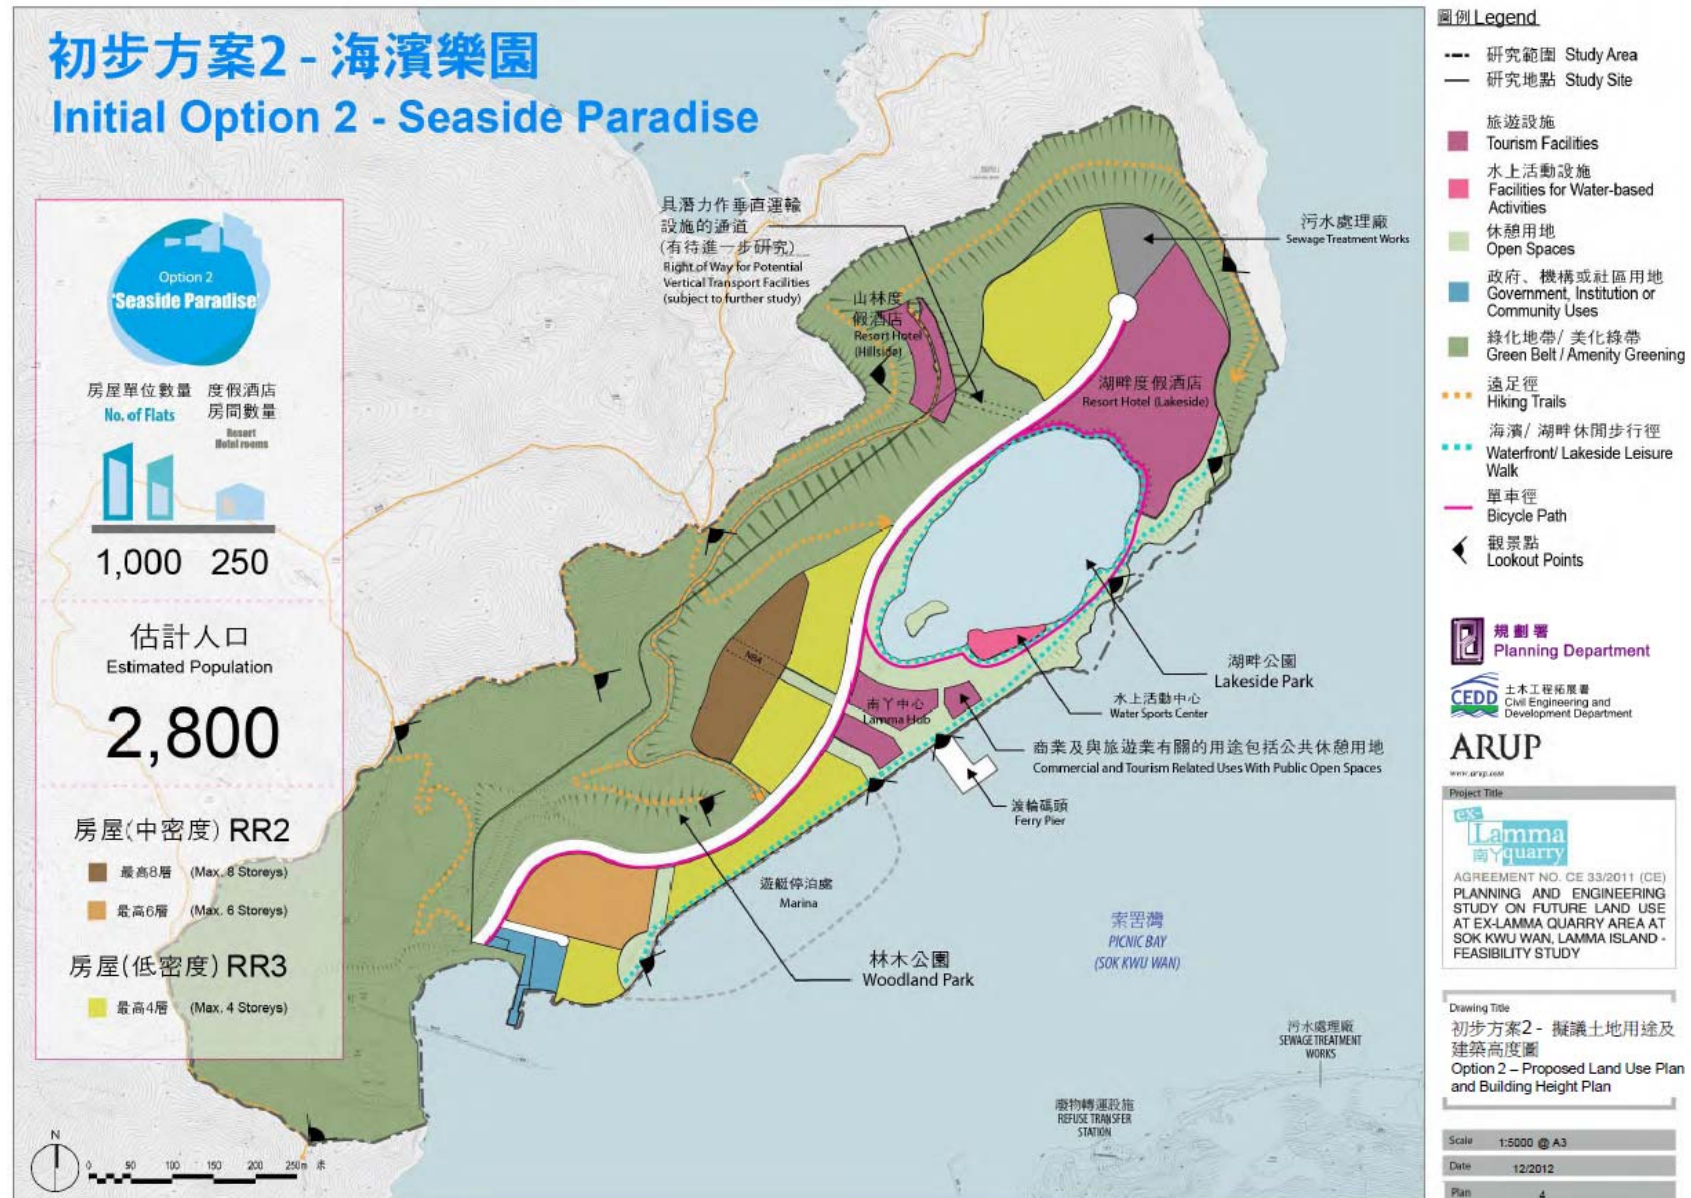 初步方案2 - 海濱樂園
Initial Option 2 - Seaside Paradise
Option 2
'Seaside Paradise'
房屋單位數量
No. of Flats
度假酒店
房間數量
Resort
Hotel rooms
1,000
250
估計人口
Estimated Population
2,800
房屋(中密度) RR2
最高8層 (Max. 8 Storeys)
最高6層 (Max. 6 Storeys)
房屋(低密度) RR3
最高4層 (Max. 4 Storeys)
N
0 50 100 150 200 250m 米
具潛力作垂直運輸
設施的通道
(有待進一步研究)
Right of Way for Potential
Vertical Transport Facilities
(subject to further study)
山林度
假酒店
Resort Hotel
(Hillside)
污水處理廠
Sewage Treatment Works
湖畔度假酒店
Resort Hotel (Lakeside)
NBA
南丫中心
Lamma Hub
湖畔公園
Lakeside Park
水上活動中心
Water Sports Center
商業及與旅遊業有關的用途包括公共休憩用地
Commercial and Tourism Related Uses With Public Open Spaces
渡輪碼頭
Ferry Pier
遊艇停泊處
Marina
林木公園
Woodland Park
索罟灣
PICNIC BAY
(SOK KWU WAN)
污水處理廠
SEWAGE TREATMENT
WORKS
廢物轉運設施
REFUSE TRANSFER
STATION
圖例 Legend
研究範圍 Study Area
研究地點 Study Site
旅遊設施
Tourism Facilities
水上活動設施
Facilities for Water-based
Activities
休憩用地
Open Spaces
政府、機構或社區用地
Government, Institution or
Community Uses
綠化地帶/ 美化綠帶
Green Belt / Amenity Greening
遠足徑
Hiking Trails
海濱/ 湖畔休閒步行徑
Waterfront/ Lakeside Leisure
Walk
單車徑
Bicycle Path
觀景點
Lookout Points
規劃署
Planning Department
CEDD
土木工程拓展署
Civil Engineering and
Development Department
ARUP
www.arup.com
Project Title
ex-
Lamma
南丫quarry
AGREEMENT NO. CE 33/2011 (CE)
PLANNING AND ENGINEERING
STUDY ON FUTURE LAND USE
AT EX-LAMMA QUARRY AREA AT
SOK KWU WAN, LAMMA ISLAND -
FEASIBILITY STUDY
Drawing Title
初步方案2 - 擬議土地用途及
建築高度圖
Option 2 – Proposed Land Use Plan
and Building Height Plan
Scale 1:5000 @ A3
Date 12/2012
Plan 4